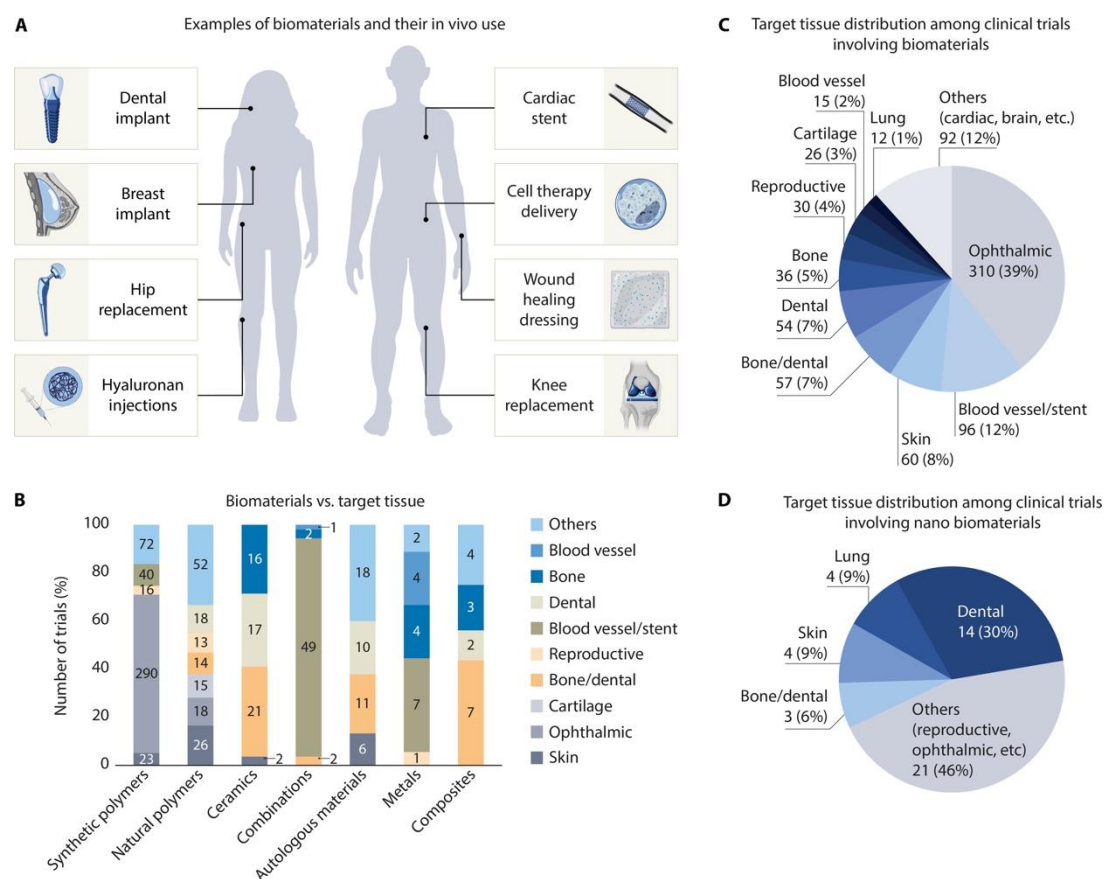 A
Examples of biomaterials and their in vivo use
Dental
implant
Breast
implant
Hip
replacement
Hyaluronan
injections
Cardiac
stent
Cell therapy
delivery
Wound
healing
dressing
Knee
replacement
B
Biomaterials vs. target tissue
Number of trials (%)
100
80
60
40
20
0
72
40
16
290
23
52
18
13
14
15
18
26
16
17
21
2
1
2
49
2
18
10
11
6
2
4
4
7
1
4
3
2
7
Synthetic polymers
Natural polymers
Ceramics
Combinations
Autologous materials
Metals
Composites
Others
Blood vessel
Bone
Dental
Blood vessel/stent
Reproductive
Bone/dental
Cartilage
Ophthalmic
Skin
C
Target tissue distribution among clinical trials
involving biomaterials
Blood vessel
15 (2%)
Lung
12 (1%)
Others
(cardiac, brain, etc.)
92 (12%)
Cartilage
26 (3%)
Reproductive
30 (4%)
Bone
36 (5%)
Dental
54 (7%)
Bone/dental
57 (7%)
Skin
60 (8%)
Blood vessel/stent
96 (12%)
Ophthalmic
310 (39%)
D
Target tissue distribution among clinical trials
involving nano biomaterials
Lung
4 (9%)
Dental
14 (30%)
Skin
4 (9%)
Bone/dental
3 (6%)
Others
(reproductive,
ophthalmic, etc)
21 (46%)